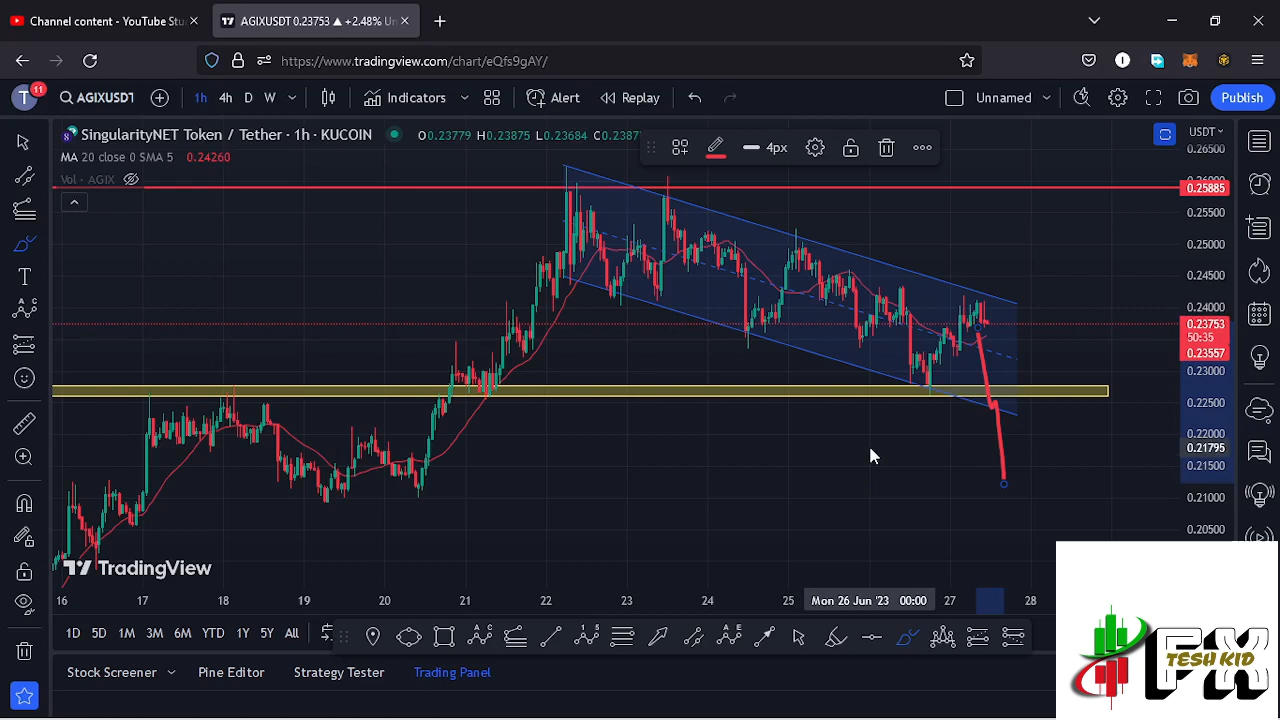 Channel content - YouTube Stu
AGIXUSDT 0.23753 ▲ +2.48% Un
https://www.tradingview.com/chart/eQfs9gAY/
T
11
AGIXUSDT
1h 4h D W
Indicators
Alert
Replay
Unnamed
Publish
SingularityNET Token / Tether · 1h · KUCOIN
O0.23779 H0.23875 L0.23684 C0.2387
MA 20 close 0 SMA 5 0.24260
Vol · AGIX
4px
USDT
0.26500
0.25885
0.25500
0.25000
0.24500
0.24000
0.23753
50:35
0.23557
0.23000
0.22500
0.22000
0.21795
0.21500
0.21000
0.20500
TradingView
16 17 18 19 20 21 22 23 24 25 Mon 26 Jun '23 00:00 27 28
1D 5D 1M 3M 6M YTD 1Y 5Y All
Stock Screener
Pine Editor
Strategy Tester
Trading Panel
FX
TESH KID